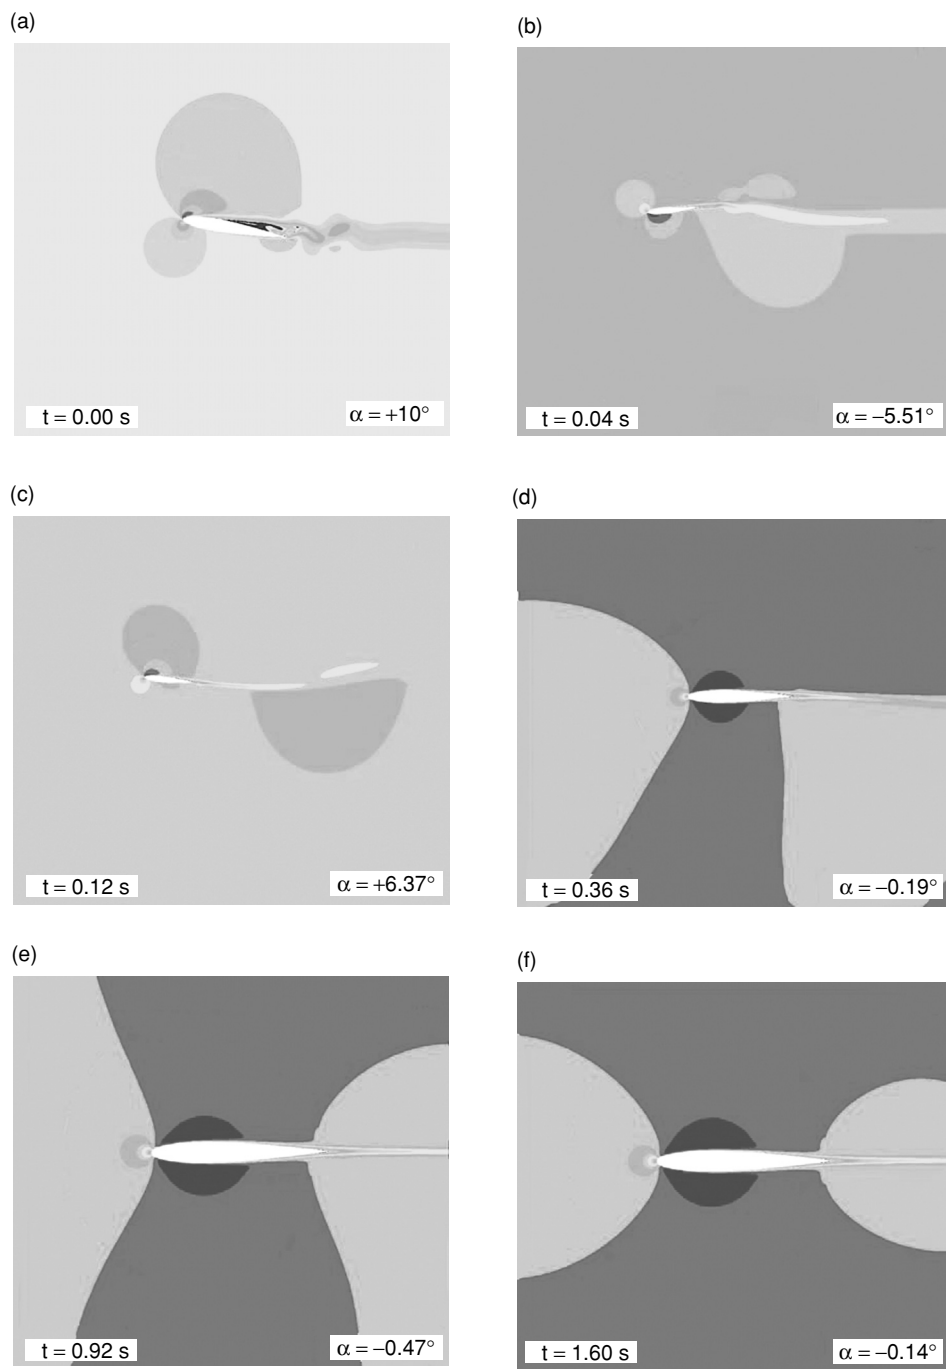 (a)
(b)
t = 0.00 s
α = +10°
t = 0.04 s
α = −5.51°
(c)
(d)
t = 0.12 s
α = +6.37°
t = 0.36 s
α = −0.19°
(e)
(f)
t = 0.92 s
α = −0.47°
t = 1.60 s
α = −0.14°